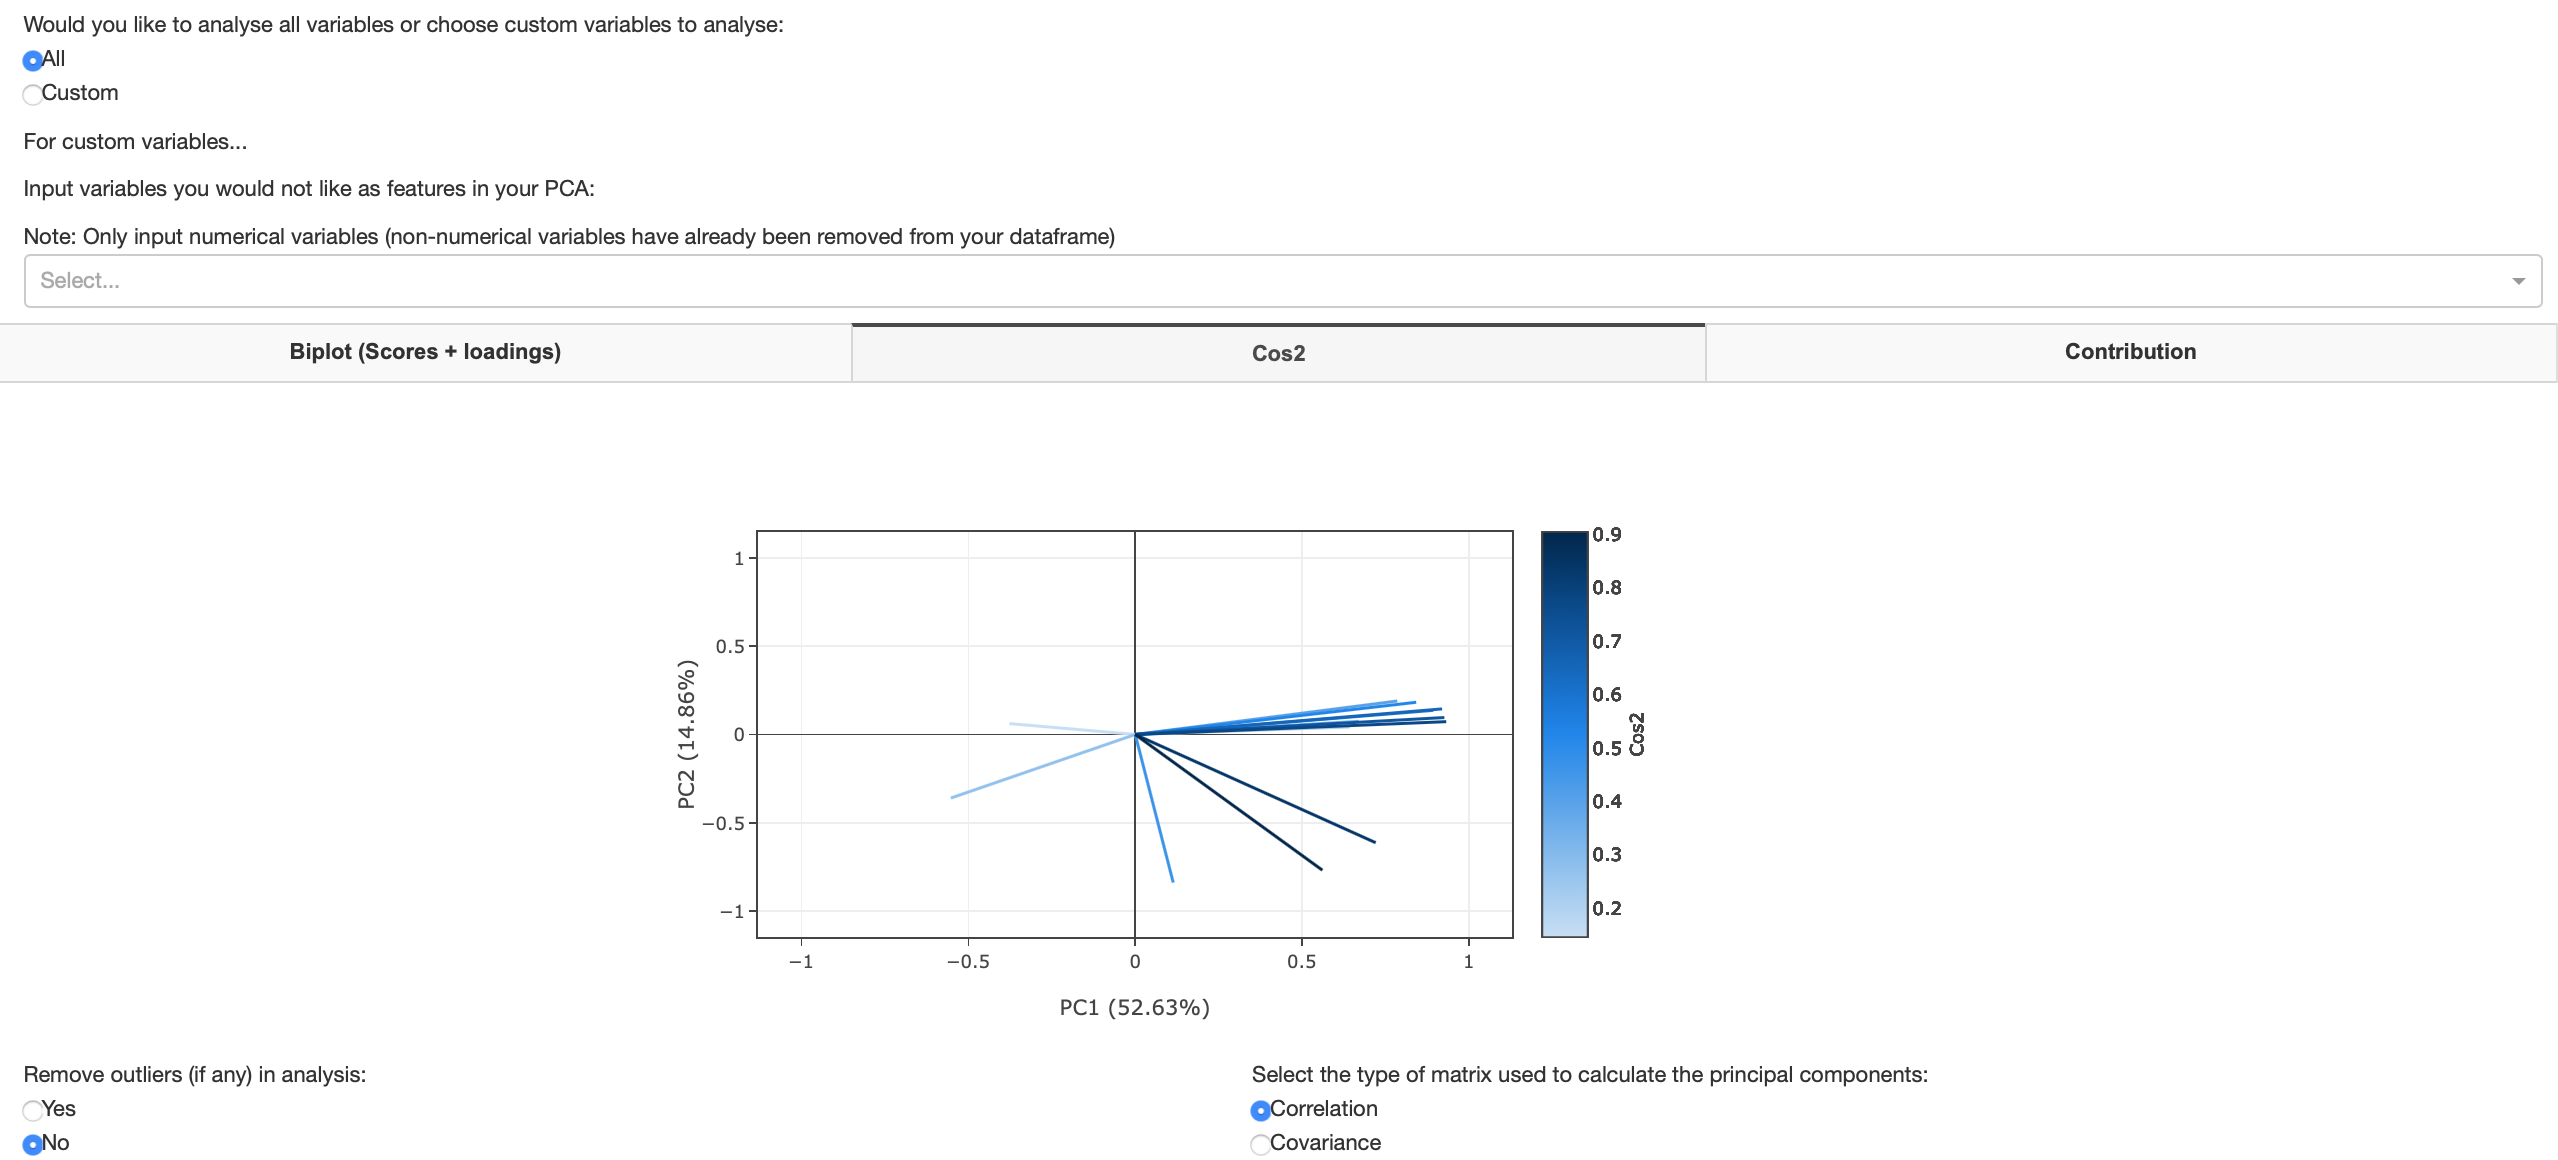 Would you like to analyse all variables or choose custom variables to analyse:
All
Custom
For custom variables...
Input variables you would not like as features in your PCA:
Note: Only input numerical variables (non-numerical variables have already been removed from your dataframe)
Select...
Biplot (Scores + loadings)
Cos2
Contribution
1
0.5
0
−0.5
−1
PC2 (14.86%)
−1
−0.5
0
0.5
1
PC1 (52.63%)
0.9
0.8
0.7
0.6
0.5
0.4
0.3
0.2
Cos2
Remove outliers (if any) in analysis:
Yes
No
Select the type of matrix used to calculate the principal components:
Correlation
Covariance